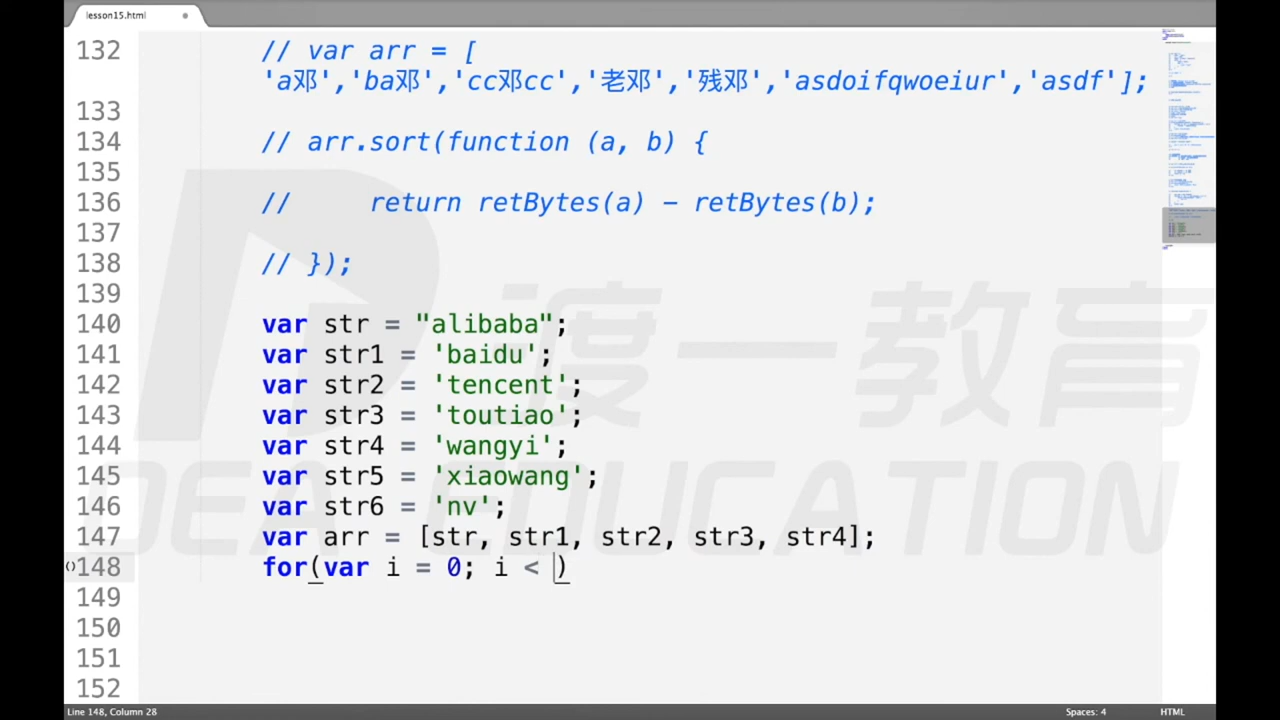 lesson15.html
132 // var arr = [
'a邓','ba邓','cc邓cc','老邓','残邓','asdoifqwoeiur','asdf'];
133
134 // arr.sort(function (a, b) {
135
136 // return retBytes(a) - retBytes(b);
137
138 // });
139
140 var str = "alibaba";
141 var str1 = 'baidu';
142 var str2 = 'tencent';
143 var str3 = 'toutiao';
144 var str4 = 'wangyi';
145 var str5 = 'xiaowang';
146 var str6 = 'nv';
147 var arr = [str, str1, str2, str3, str4];
148 for(var i = 0; i < )
149
150
151
152
渡一教育
DEA EDUCATION
Line 148, Column 28
Spaces: 4
HTML